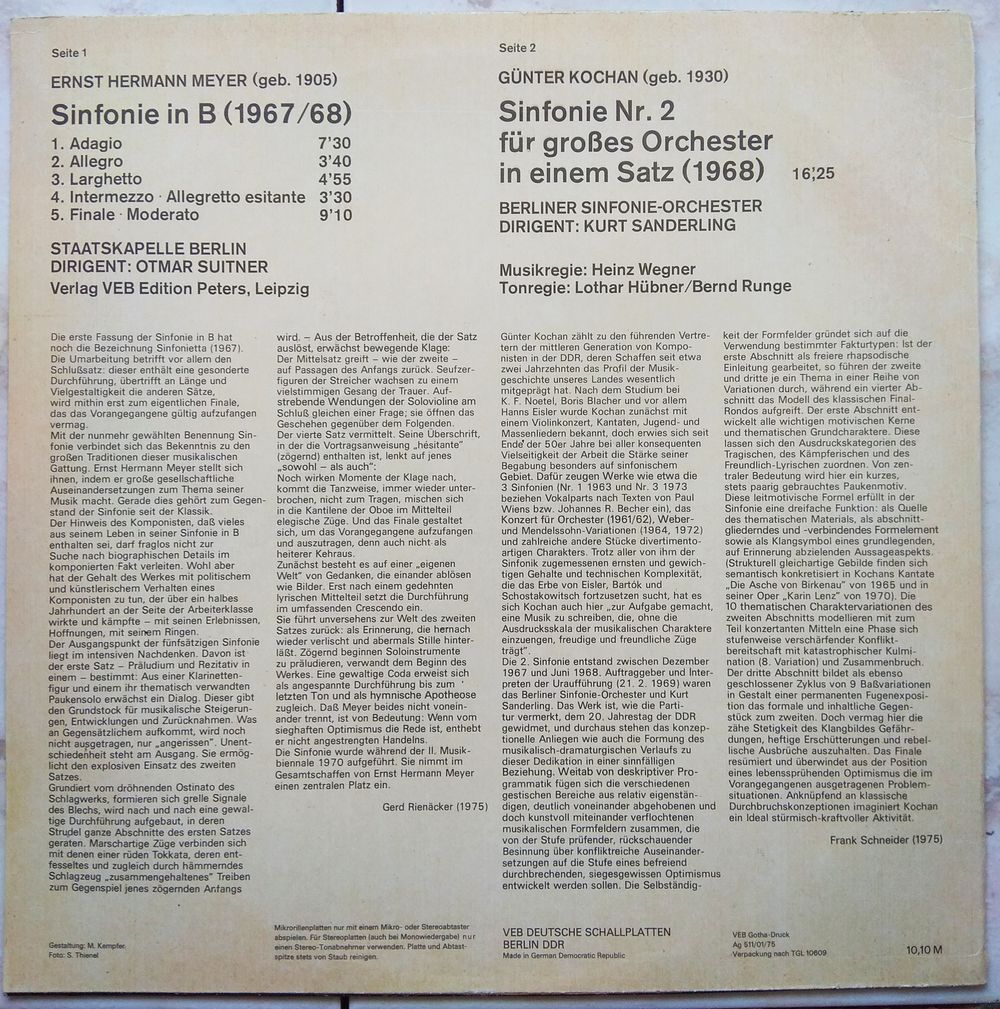 Seite 1
ERNST HERMANN MEYER (geb. 1905)
Sinfonie in B (1967/68)
1. Adagio 7'30
2. Allegro 3'40
3. Larghetto 4'55
4. Intermezzo · Allegretto esitante 3'30
5. Finale · Moderato 9'10
STAATSKAPELLE BERLIN
DIRIGENT: OTMAR SUITNER
Verlag VEB Edition Peters, Leipzig
Seite 2
GÜNTER KOCHAN (geb. 1930)
Sinfonie Nr. 2
für großes Orchester
in einem Satz (1968) 16'25
BERLINER SINFONIE-ORCHESTER
DIRIGENT: KURT SANDERLING
Musikregie: Heinz Wegner
Tonregie: Lothar Hübner/Bernd Runge
Die erste Fassung der Sinfonie in B hat
noch die Bezeichnung Sinfonietta (1967).
Die Umarbeitung betrifft vor allem den
Schlußsatz: dieser enthält eine gesonderte
Durchführung, übertrifft an Länge und
Vielgestaltigkeit die anderen Sätze,
wird mithin erst zum eigentlichen Finale,
das das Vorangegangene gültig aufzufangen
vermag.
Mit der nunmehr gewählten Benennung Sin-
fonie verbindet sich das Bekenntnis zu den
großen Traditionen dieser musikalischen
Gattung. Ernst Hermann Meyer stellt sich
ihnen, indem er große gesellschaftliche
Auseinandersetzungen zum Thema seiner
Musik macht. Gerade dies gehört zum Gegen-
stand der Sinfonie seit der Klassik.
Der Hinweis des Komponisten, daß vieles
aus seinem Leben in seiner Sinfonie in B
enthalten sei, darf fraglos nicht zur
Suche nach biographischen Details im
komponierten Fakt verleiten. Wohl aber
hat der Gehalt des Werkes mit politischem
und künstlerischem Verhalten eines
Komponisten zu tun, der über ein halbes
Jahrhundert an der Seite der Arbeiterklasse
wirkte und kämpfte – mit seinen Erlebnissen,
Hoffnungen, mit seinem Ringen.
Der Ausgangspunkt der fünfsätzigen Sinfonie
liegt im intensiven Nachdenken. Davon ist
der erste Satz – Präludium und Rezitativ in
einem – bestimmt: Aus einer Klarinetten-
figur und einem ihr thematisch verwandten
Paukensolo erwächst ein Dialog. Dieser gibt
den Grundstock für musikalische Steigerun-
gen, Entwicklungen und Zurücknahmen. Was
an Gegensätzlichem aufkommt, wird noch
nicht ausgetragen, nur „angerissen". Unent-
schiedenheit steht am Ausgang. Sie ermög-
licht den explosiven Einsatz des zweiten
Satzes.
Grundiert vom dröhnenden Ostinato des
Schlagwerks, formieren sich grelle Signale
des Blechs, wird nach und nach eine gewal-
tige Durchführung aufgebaut, in deren
Strudel ganze Abschnitte des ersten Satzes
geraten. Marschartige Züge verbinden sich
mit denen einer rüden Tokkata, deren ent-
fesseltes und zugleich durch hämmerndes
Schlagzeug „zusammengehaltenes" Treiben
zum Gegenspiel jenes zögernden Anfangs
wird. – Aus der Betroffenheit, die der Satz
auslöst, erwächst bewegende Klage:
Der Mittelsatz greift – wie der zweite –
auf Passagen des Anfangs zurück. Seufzer-
figuren der Streicher wachsen zu einem
vielstimmigen Gesang der Trauer. Auf-
strebende Wendungen der Solovioline am
Schluß gleichen einer Frage; sie öffnen das
Geschehen gegenüber dem Folgenden.
Der vierte Satz vermittelt. Seine Überschrift,
in der die Vortragsanweisung „hésitante"
(zögernd) enthalten ist, lenkt auf jenes
„sowohl – als auch":
Noch wirken Momente der Klage nach,
kommt die Tanzweise, immer wieder unter-
brochen, nicht zum Tragen, mischen sich
in die Kantilene der Oboe im Mittelteil
elegische Züge. Und das Finale gestaltet
sich, um das Vorangegangene aufzufangen
und auszutragen, denn auch nicht als
heiterer Kehraus.
Zunächst besteht es auf einer „eigenen
Welt" von Gedanken, die einander ablösen
wie Bilder. Erst nach einem gedehnten
lyrischen Mittelteil setzt die Durchführung
im umfassenden Crescendo ein.
Sie führt unversehens zur Welt des zweiten
Satzes zurück: als Erinnerung, die hernach
wieder verlischt und abermals Stille hinter-
läßt. Zögernd beginnen Soloinstrumente
zu präludieren, verwandt dem Beginn des
Werkes. Eine gewaltige Coda erweist sich
als angespannte Durchführung bis zum
letzten Ton und als hymnische Apotheose
zugleich. Daß Meyer beides nicht vonein-
ander trennt, ist von Bedeutung: Wenn vom
sieghaften Optimismus die Rede ist, enthebt
er nicht angestrengten Handelns.
Die Sinfonie wurde während der II. Musik-
biennale 1970 aufgeführt. Sie nimmt im
Gesamtschaffen von Ernst Hermann Meyer
einen zentralen Platz ein.
Gerd Rienäcker (1975)
Günter Kochan zählt zu den führenden Vertre-
tern der mittleren Generation von Kompo-
nisten in der DDR, deren Schaffen seit etwa
zwei Jahrzehnten das Profil der Musik-
geschichte unseres Landes wesentlich
mitgeprägt hat. Nach dem Studium bei
K. F. Noetel, Boris Blacher und vor allem
Hanns Eisler wurde Kochan zunächst mit
einem Violinkonzert, Kantaten, Jugend- und
Massenliedern bekannt, doch erwies sich seit
Ende der 50er Jahre bei aller konsequenten
Vielseitigkeit der Arbeit die Stärke seiner
Begabung besonders auf sinfonischem
Gebiet. Dafür zeugen Werke wie etwa die
3 Sinfonien (Nr. 1 1963 und Nr. 3 1973
beziehen Vokalparts nach Texten von Paul
Wiens bzw. Johannes R. Becher ein), das
Konzert für Orchester (1961/62), Weber-
und Mendelssohn-Variationen (1964, 1972)
und zahlreiche andere Stücke divertimento-
artigen Charakters. Trotz aller von ihm der
Sinfonik zugemessenen ernsten und gewich-
tigen Gehalte und technischen Komplexität,
die das Erbe von Eisler, Bartók und
Schostakowitsch fortzusetzen sucht, hat es
sich Kochan auch hier „zur Aufgabe gemacht,
eine Musik zu schreiben, die, ohne die
Ausdrucksskala der musikalischen Charaktere
einzuengen, freudige und freundliche Züge
trägt".
Die 2. Sinfonie entstand zwischen Dezember
1967 und Juni 1968. Auftraggeber und Inter-
preten der Uraufführung (21. 2. 1969) waren
das Berliner Sinfonie-Orchester und Kurt
Sanderling. Das Werk ist, wie die Parti-
tur vermerkt, dem 20. Jahrestag der DDR
gewidmet, und durchaus stehen das konzep-
tionelle Anliegen wie auch die Formung des
musikalisch-dramaturgischen Verlaufs zu
dieser Dedikation in einer sinnfälligen
Beziehung. Weitab von deskriptiver Pro-
grammatik fügen sich die verschiedenen
gestischen Bereiche aus relativ eigenstän-
digen, deutlich voneinander abgehobenen und
doch kunstvoll miteinander verflochtenen
musikalischen Formfeldern zusammen, die
von der Stufe prüfender, rückschauender
Besinnung über konfliktreiche Auseinander-
setzungen auf die Stufe eines befreiend
durchbrechenden, siegesgewissen Optimismus
entwickelt werden sollen. Die Selbständig-
keit der Formfelder gründet sich auf die
Verwendung bestimmter Fakturtypen: Ist der
erste Abschnitt als freiere rhapsodische
Einleitung gearbeitet, so führen der zweite
und dritte je ein Thema in einer Reihe von
Variationen durch, während ein vierter Ab-
schnitt das Modell des klassischen Final-
Rondos aufgreift. Der erste Abschnitt ent-
wickelt alle wichtigen motivischen Kerne
und thematischen Grundcharaktere. Diese
lassen sich den Ausdruckskategorien des
Tragischen, des Kämpferischen und des
Freundlich-Lyrischen zuordnen. Von zen-
traler Bedeutung wird hier ein kurzes,
stets paarig gebrauchtes Paukenmotiv.
Diese leitmotivische Formel erfüllt in der
Sinfonie eine dreifache Funktion: als Quelle
des thematischen Materials, als abschnitt-
gliederndes und -verbindendes Formelement
sowie als Klangsymbol eines grundlegenden,
auf Erinnerung abzielenden Aussageaspekts.
(Strukturell gleichartige Gebilde finden sich
semantisch konkretisiert in Kochans Kantate
„Die Asche von Birkenau" von 1965 und in
seiner Oper „Karin Lenz" von 1970). Die
10 thematischen Charaktervariationen des
zweiten Abschnitts modellieren mit zum
Teil konzertanten Mitteln eine Phase sich
stufenweise verschärfender Konflikt-
bereitschaft mit katastrophischer Kulmi-
nation (8. Variation) und Zusammenbruch.
Der dritte Abschnitt bildet als ebenso
geschlossener Zyklus von 9 Baßvariationen
in Gestalt einer permanenten Fugenexposi-
tion das formale und inhaltliche Gegen-
stück zum zweiten. Doch vermag hier die
zähe Stetigkeit des Klangbildes Gefähr-
dungen, heftige Erschütterungen und rebel-
lische Ausbrüche auszuhalten. Das Finale
resümiert und überwindet aus der Position
eines lebenssprühenden Optimismus die im
Vorangegangenen ausgetragenen Problem-
situationen. Anknüpfend an klassische
Durchbruchskonzeptionen imaginiert Kochan
ein Ideal stürmisch-kraftvoller Aktivität.
Frank Schneider (1975)
Gestaltung: M. Kempfer
Foto: S. Thienel
Mikrorillenplatten nur mit einem Mikro- oder Stereoabtaster
abspielen. Für Stereoplatten (auch bei Monowiedergabe) nur
einen Stereo-Tonabnehmer verwenden. Platte und Abtast-
spitze stets von Staub reinigen.
VEB DEUTSCHE SCHALLPLATTEN
BERLIN DDR
Made in German Democratic Republic
VEB Gotha-Druck
Ag 511/01/75
Verpackung nach TGL 10609
10,10 M